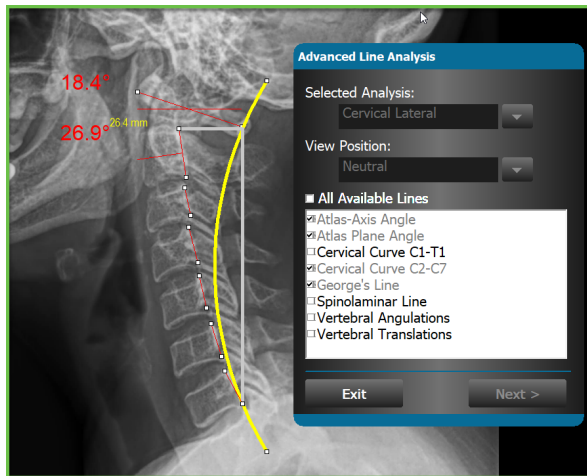 18.4°
26.4 mm
26.9°
Advanced Line Analysis
Selected Analysis:
Cervical Lateral
View Position:
Neutral
All Available Lines
Atlas-Axis Angle
Atlas Plane Angle
Cervical Curve C1-T1
Cervical Curve C2-C7
George's Line
Spinolaminar Line
Vertebral Angulations
Vertebral Translations
Exit
Next >